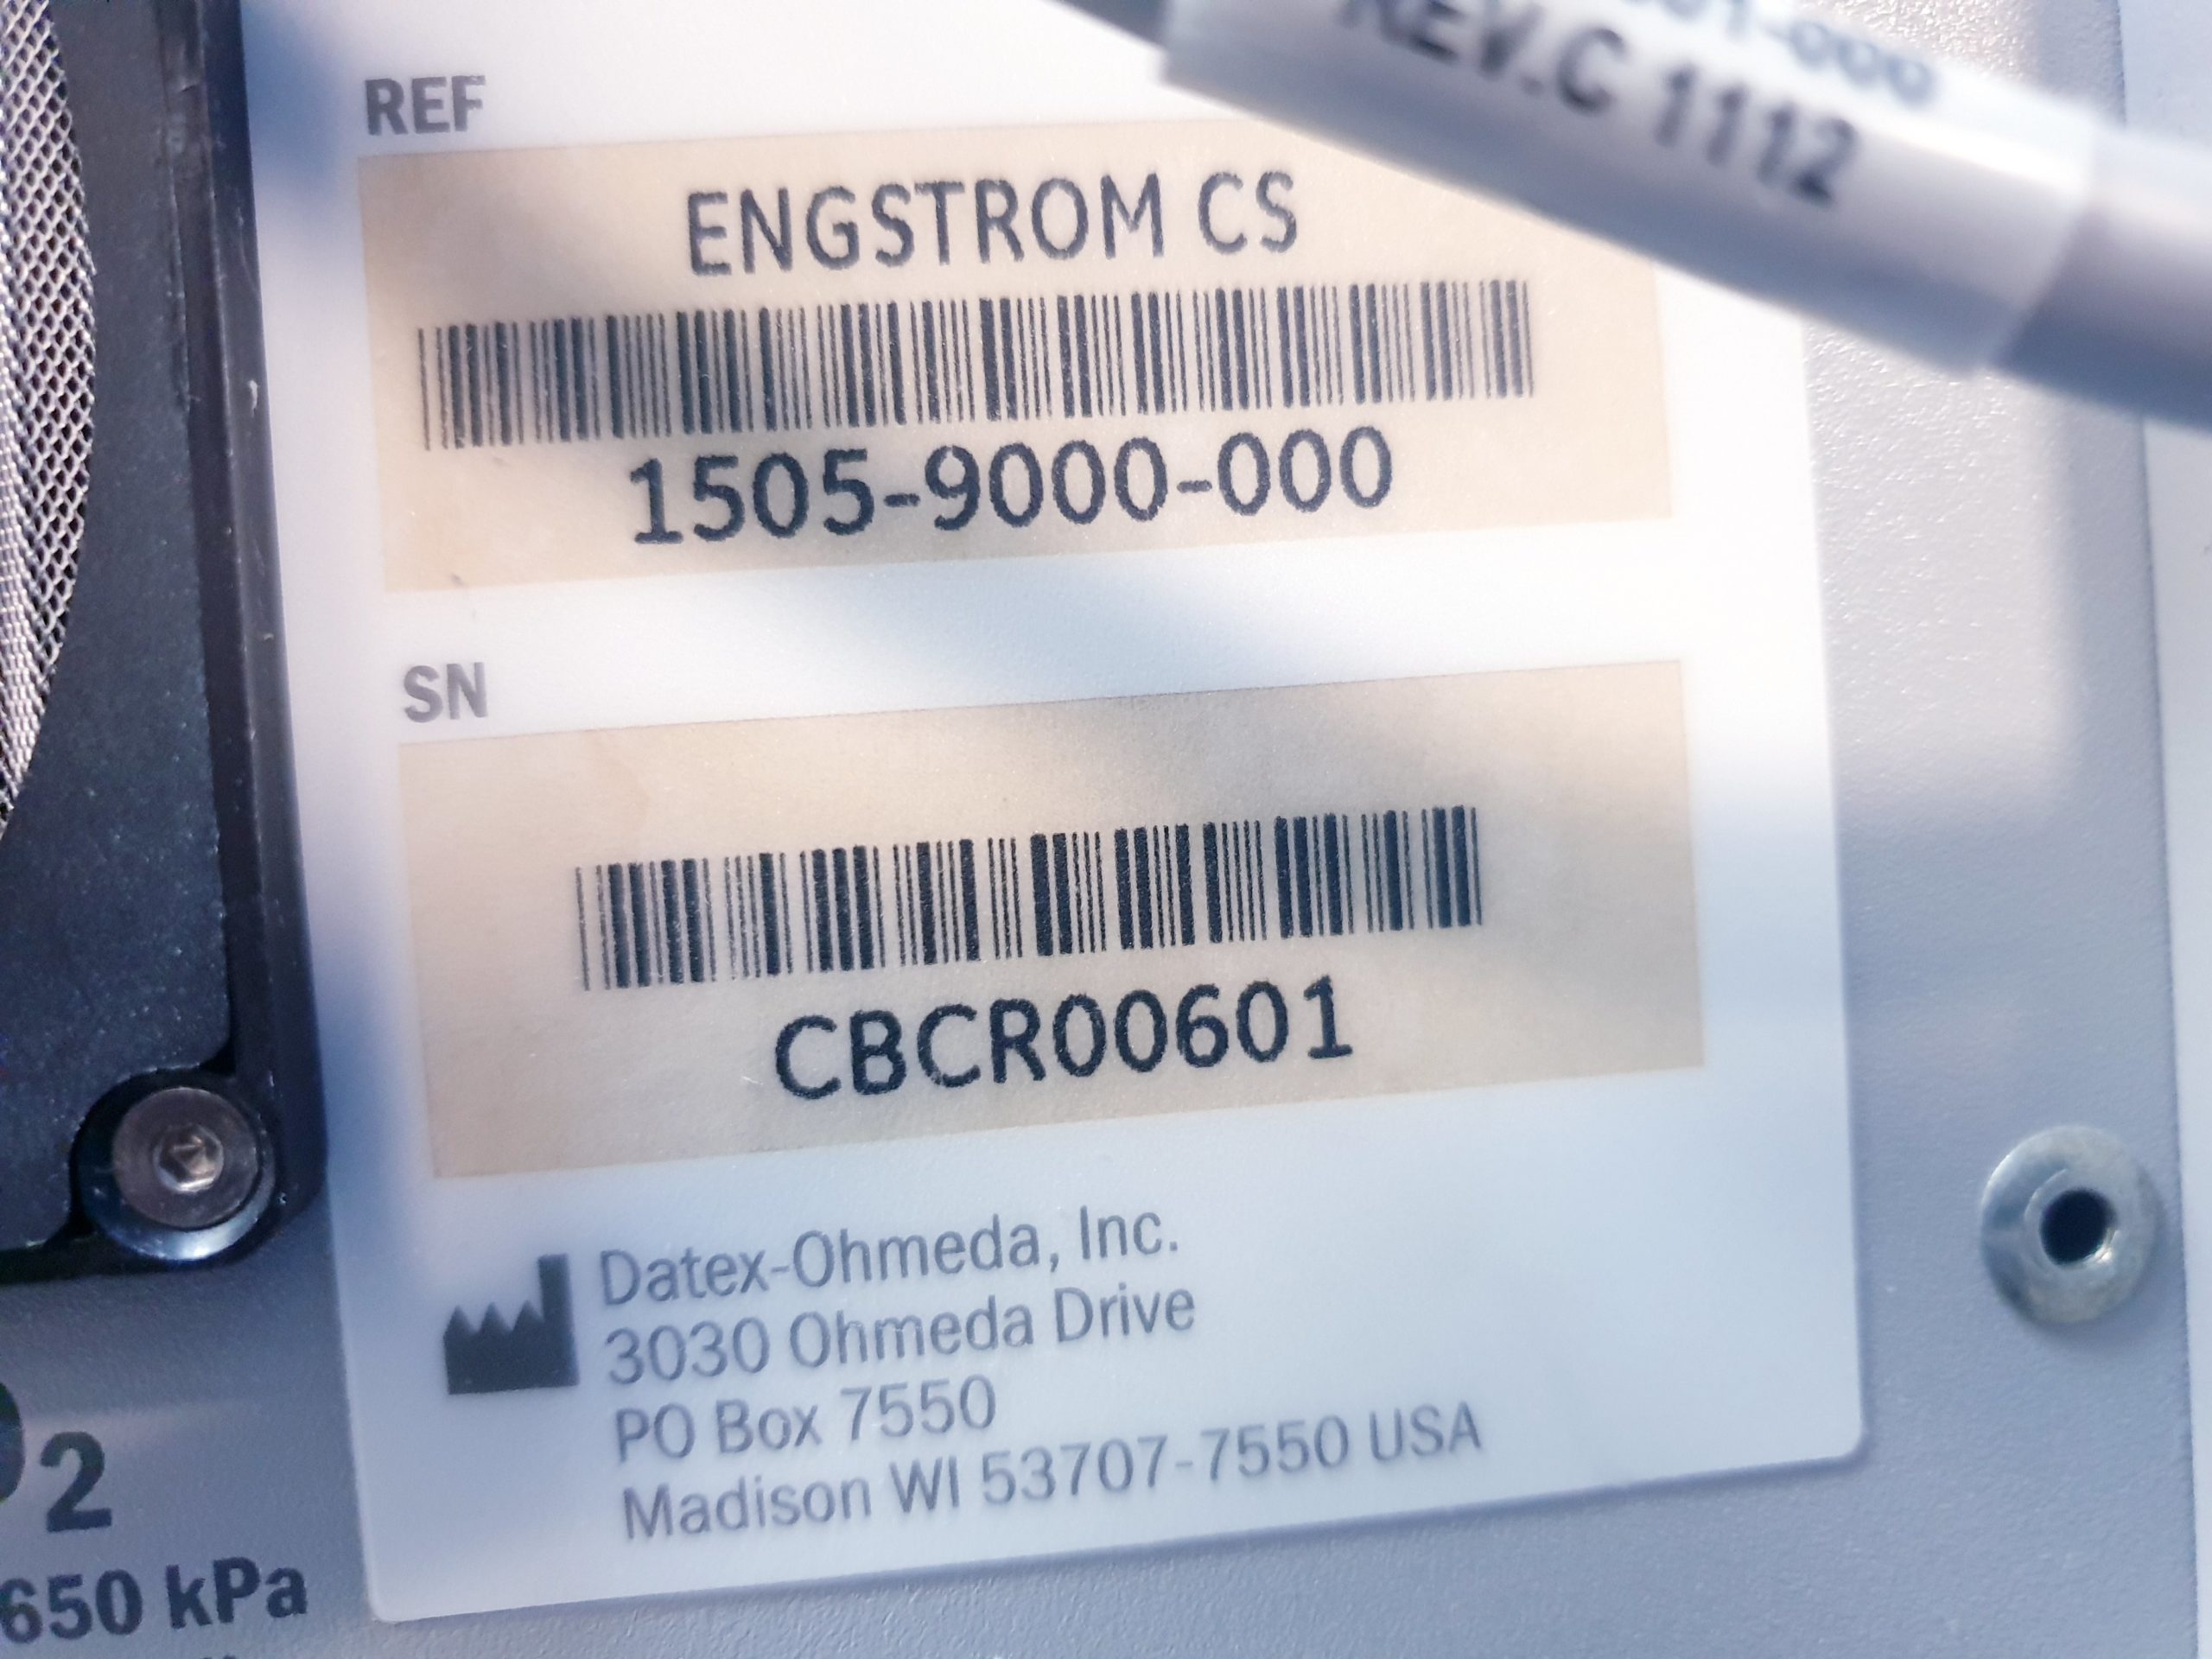 REV.C 1112
REF
ENGSTROM CS
1505-9000-000
SN
CBCR00601
Datex-Ohmeda, Inc.
3030 Ohmeda Drive
PO Box 7550
Madison WI 53707-7550 USA
2
650 kPa